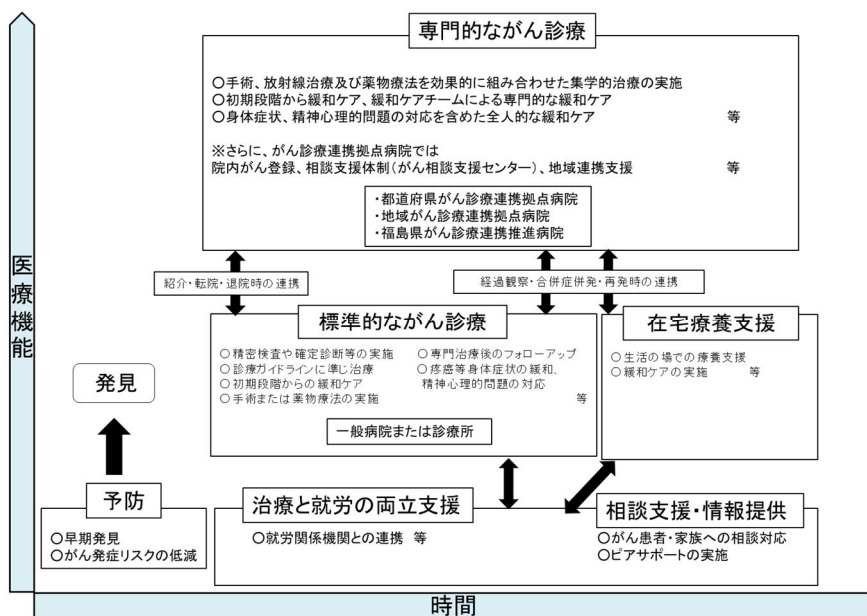 専門的ながん診療
○手術、放射線治療及び薬物療法を効果的に組み合わせた集学的治療の実施
○初期段階から緩和ケア、緩和ケアチームによる専門的な緩和ケア
○身体症状、精神心理的問題の対応を含めた全人的な緩和ケア 等
※さらに、がん診療連携拠点病院では
院内がん登録、相談支援体制(がん相談支援センター)、地域連携支援 等
・都道府県がん診療連携拠点病院
・地域がん診療連携拠点病院
・福島県がん診療連携推進病院
医療機能
紹介・転院・退院時の連携
経過観察・合併症併発・再発時の連携
標準的ながん診療
○精密検査や確定診断等の実施
○診療ガイドラインに準じ治療
○初期段階からの緩和ケア
○手術または薬物療法の実施
○専門治療後のフォローアップ
○疼痛等身体症状の緩和、
精神心理的問題の対応
等
一般病院または診療所
在宅療養支援
○生活の場での療養支援
○緩和ケアの実施 等
発見
予防
○早期発見
○がん発症リスクの低減
治療と就労の両立支援
○就労関係機関との連携 等
相談支援・情報提供
○がん患者・家族への相談対応
○ピアサポートの実施
時間